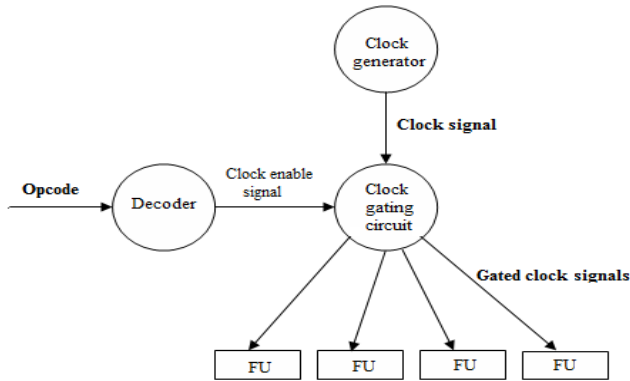 Clock
generator
Clock signal
Clock enable
signal
Opcode
Decoder
Clock
gating
circuit
Gated clock signals
FU
FU
FU
FU